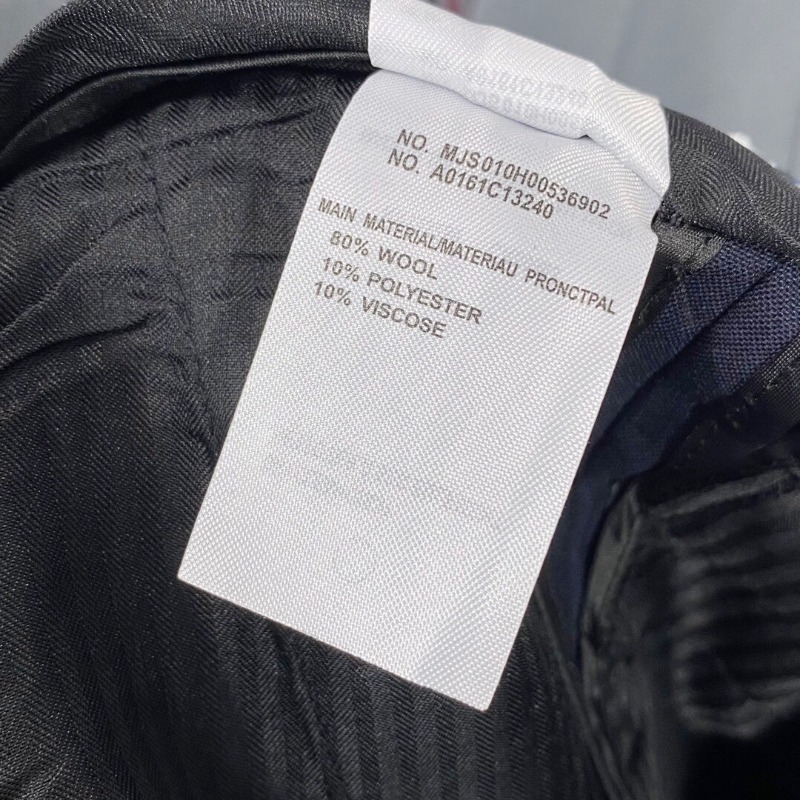 NO. MJS010H00536902
NO. A0161C13240
MAIN MATERIAL/MATERIAU PRONCTPAL
80% WOOL
10% POLYESTER
10% VISCOSE